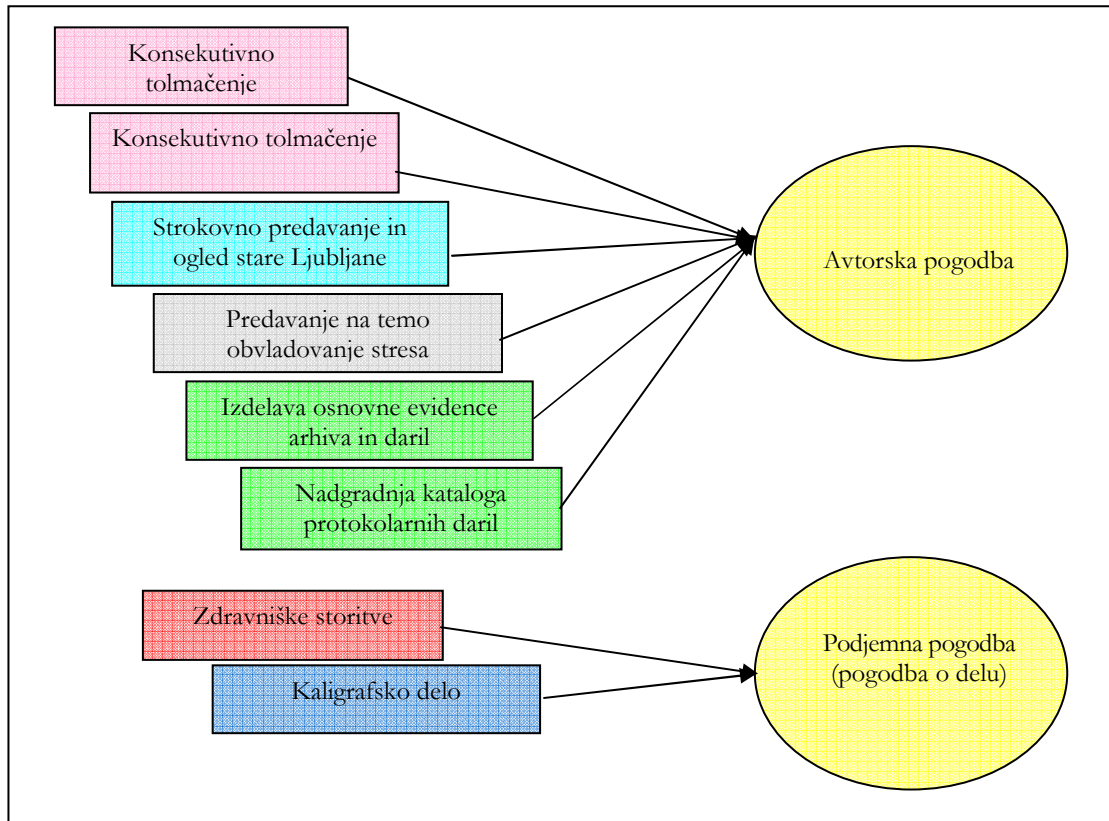 Konsekutivno
tolmačenje
Konsekutivno tolmačenje
Strokovno predavanje in
ogled stare Ljubljane
Predavanje na temo
obvladovanje stresa
Izdelava osnovne evidence
arhiva in daril
Nadgradnja kataloga
protokolarnih daril
Avtorska pogodba
Zdravniške storitve
Kaligrafsko delo
Podjemna pogodba
(pogodba o delu)